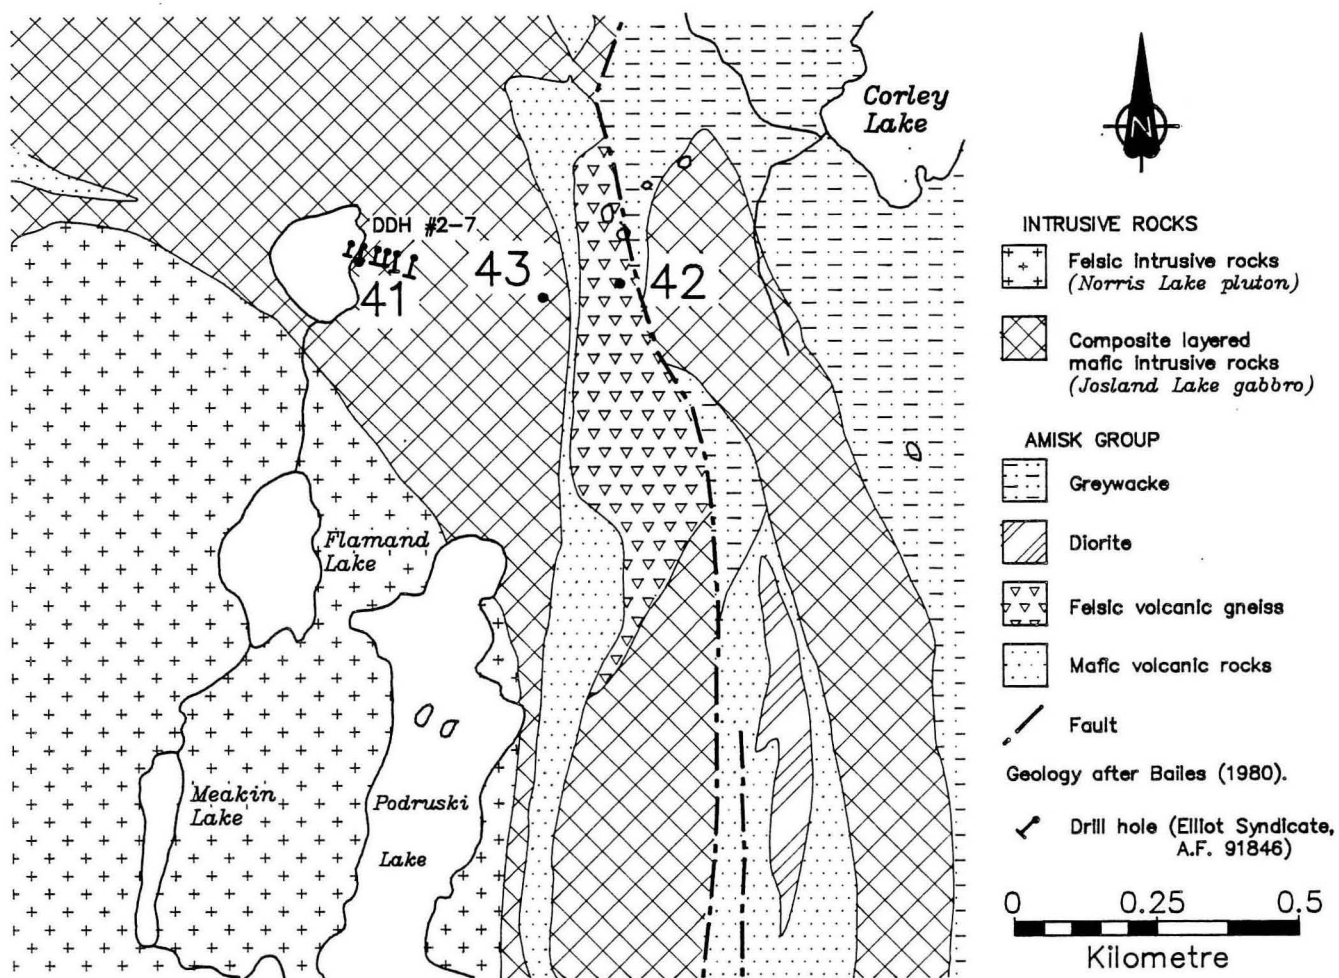 Corley
Lake
DDH #2-7
41
43
42
Flamand
Lake
Meakin
Lake
Podruski
Lake
N
INTRUSIVE ROCKS
Felsic intrusive rocks
(Norris Lake pluton)
Composite layered
mafic intrusive rocks
(Josland Lake gabbro)
AMISK GROUP
Greywacke
Diorite
Felsic volcanic gneiss
Mafic volcanic rocks
Fault
Geology after Bailes (1980).
Drill hole (Elliot Syndicate,
A.F. 91846)
0 0.25 0.5
Kilometre